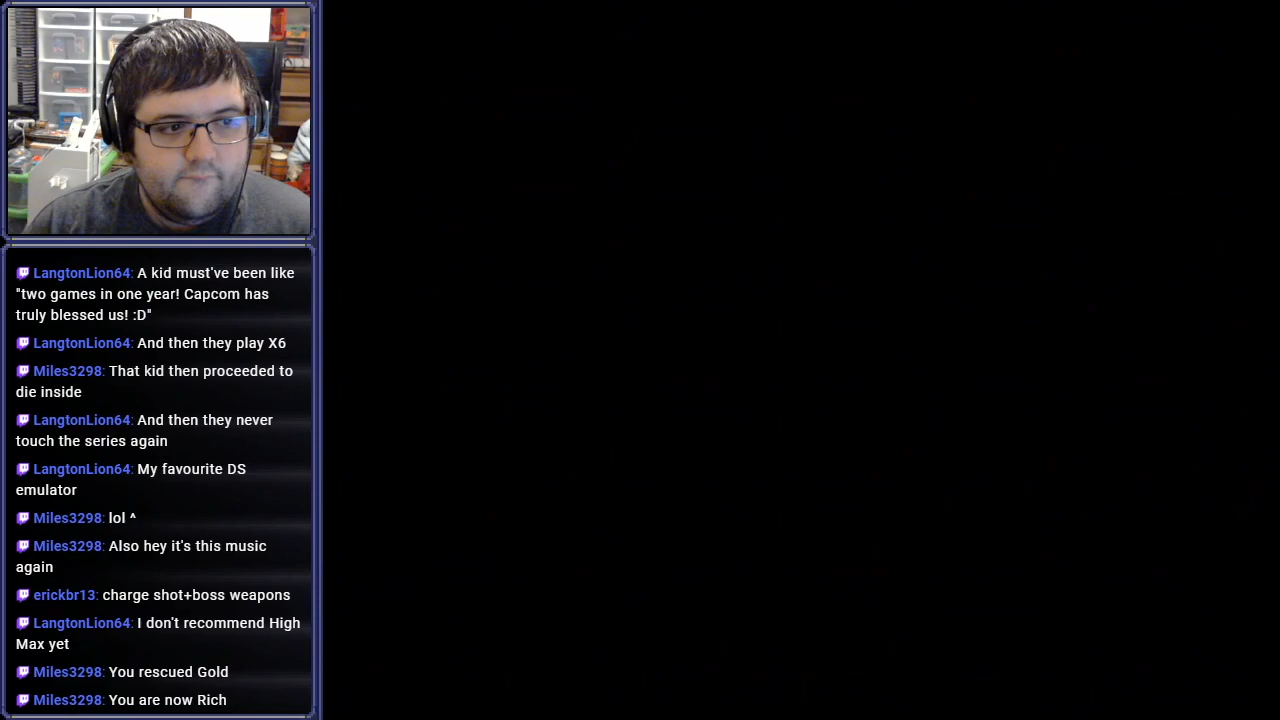 LangtonLion64: A kid must've been like
"two games in one year! Capcom has
truly blessed us! :D"
LangtonLion64: And then they play X6
Miles3298: That kid then proceeded to
die inside
LangtonLion64: And then they never
touch the series again
LangtonLion64: My favourite DS
emulator
Miles3298: lol ^
Miles3298: Also hey it's this music
again
erickbr13: charge shot+boss weapons
LangtonLion64: I don't recommend High
Max yet
Miles3298: You rescued Gold
Miles3298: You are now Rich